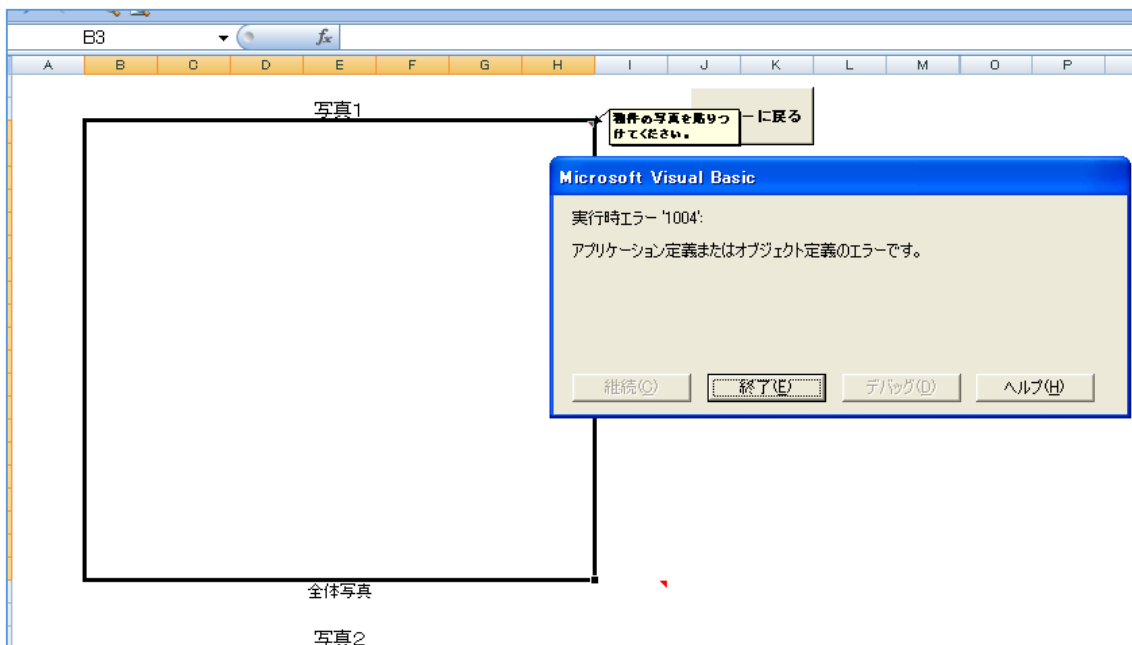 B3
fx
A B C D E F G H I J K L M O P
写真1
物件の写真を貼りつ
けてください。
ーに戻る
Microsoft Visual Basic
実行時エラー '1004':
アプリケーション定義またはオブジェクト定義のエラーです。
継続(C) 終了(E) デバッグ(D) ヘルプ(H)
全体写真
写真2